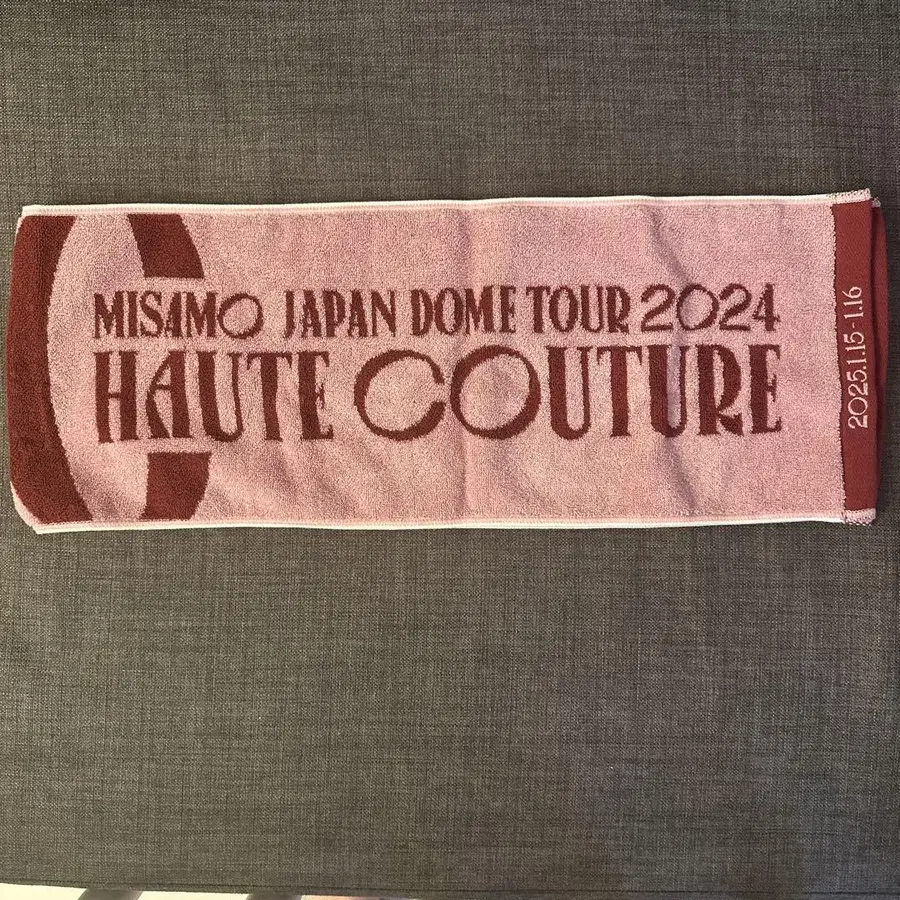 MISAMO JAPAN DOME TOUR 2024
HAUTE COUTURE
2025.1.15-1.16